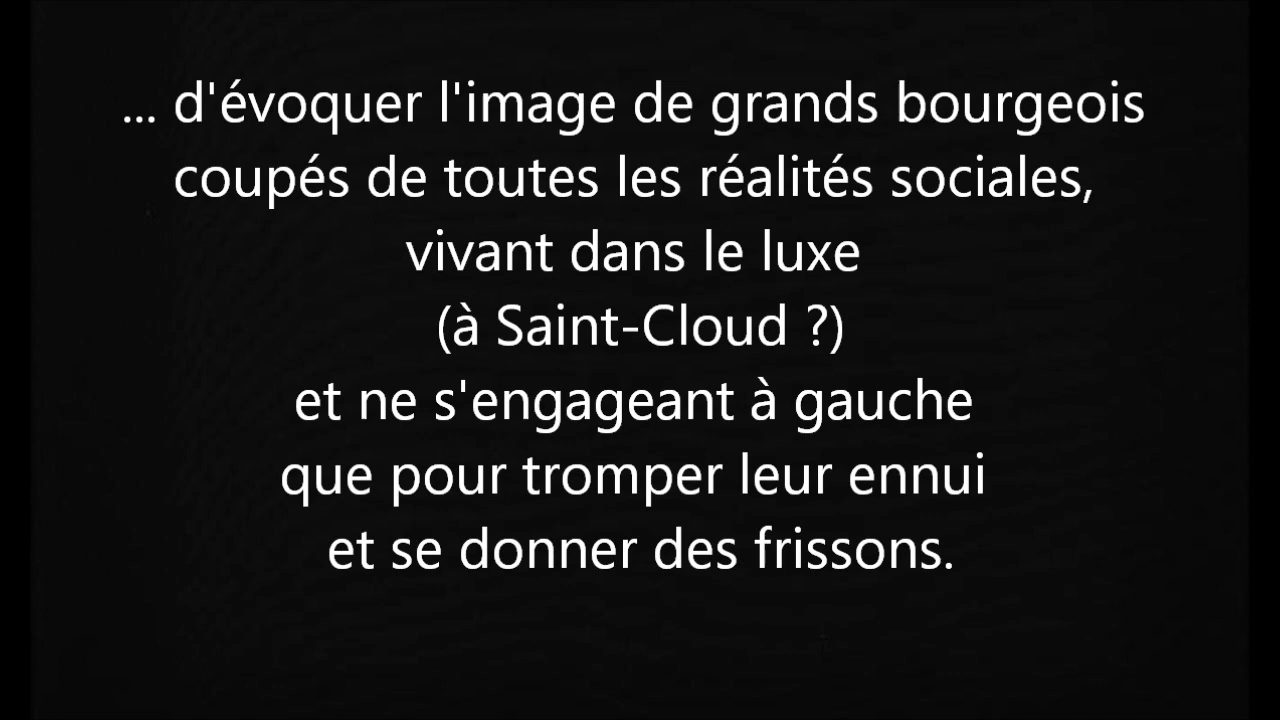 ... d'évoquer l'image de grands bourgeois
coupés de toutes les réalités sociales,
vivant dans le luxe
(à Saint-Cloud ?)
et ne s'engageant à gauche
que pour tromper leur ennui
et se donner des frissons.